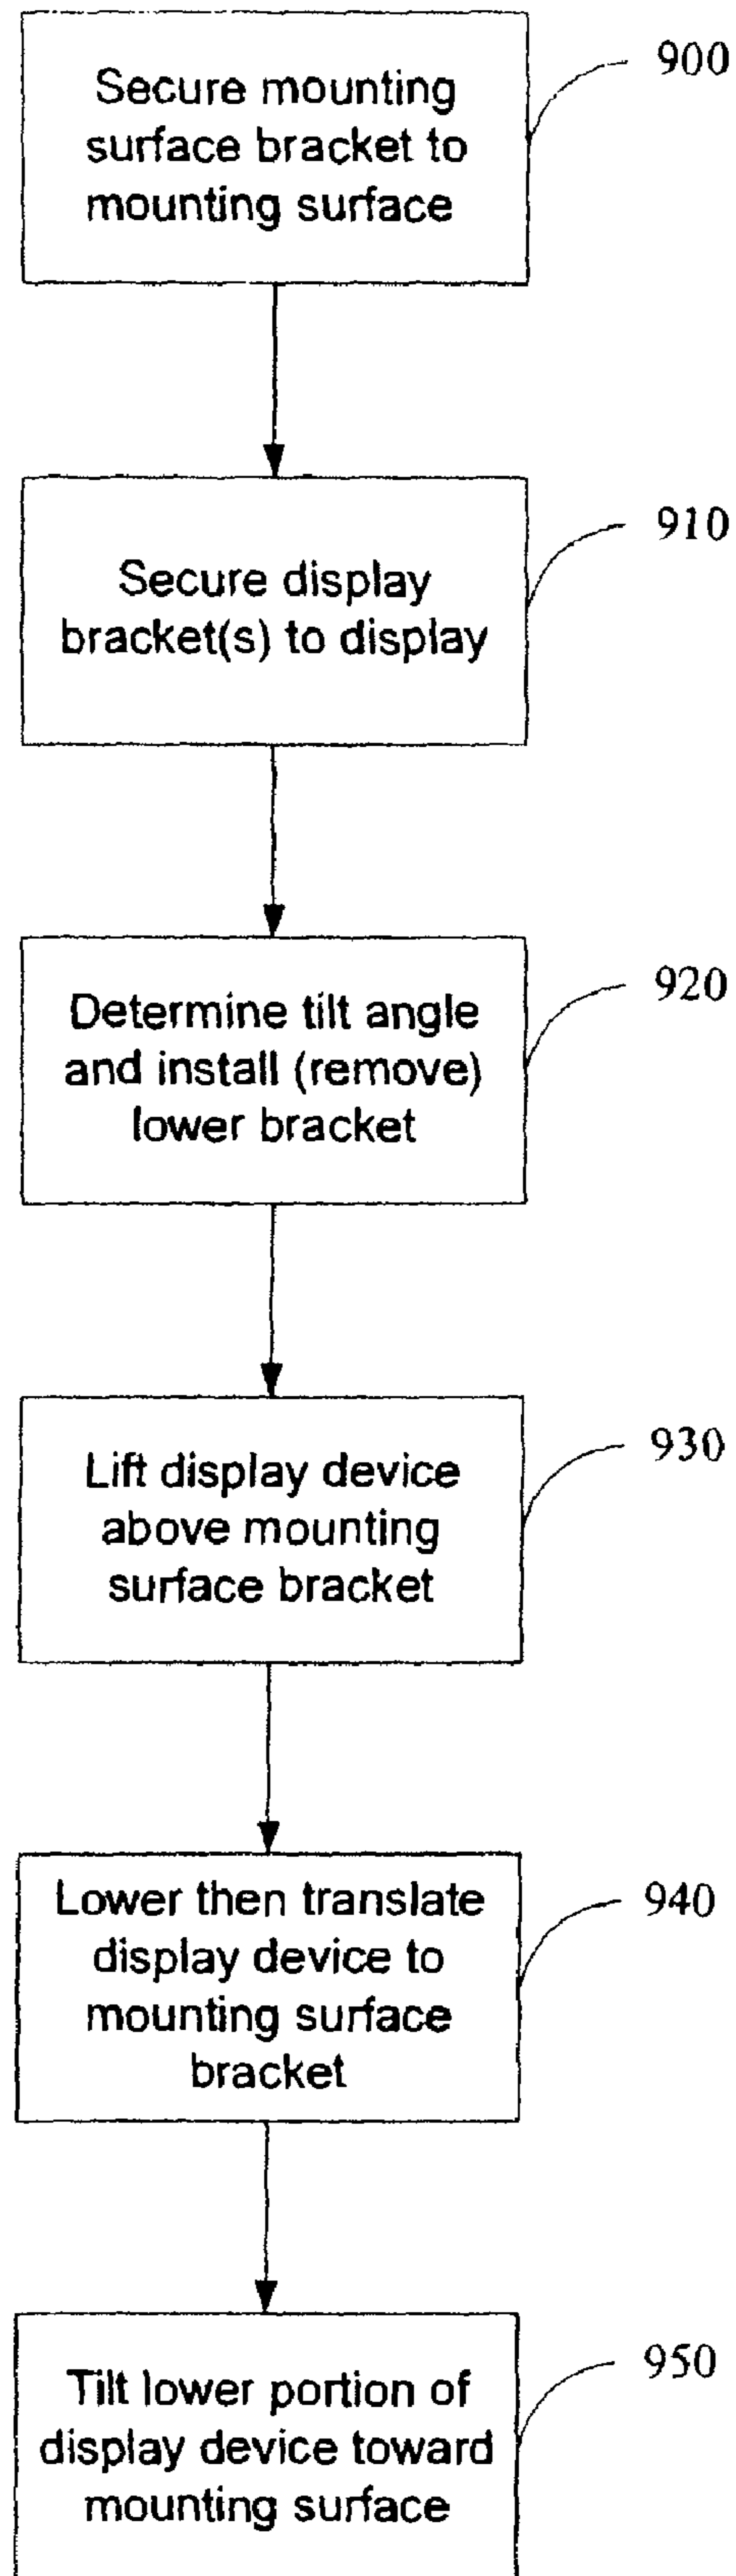 Secure mounting
surface bracket to
mounting surface
900
Secure display
bracket(s) to display
910
Determine tilt angle
and install (remove)
lower bracket
920
Lift display device
above mounting
surface bracket
930
Lower then translate
display device to
mounting surface
bracket
940
Tilt lower portion of
display device toward
mounting surface
950